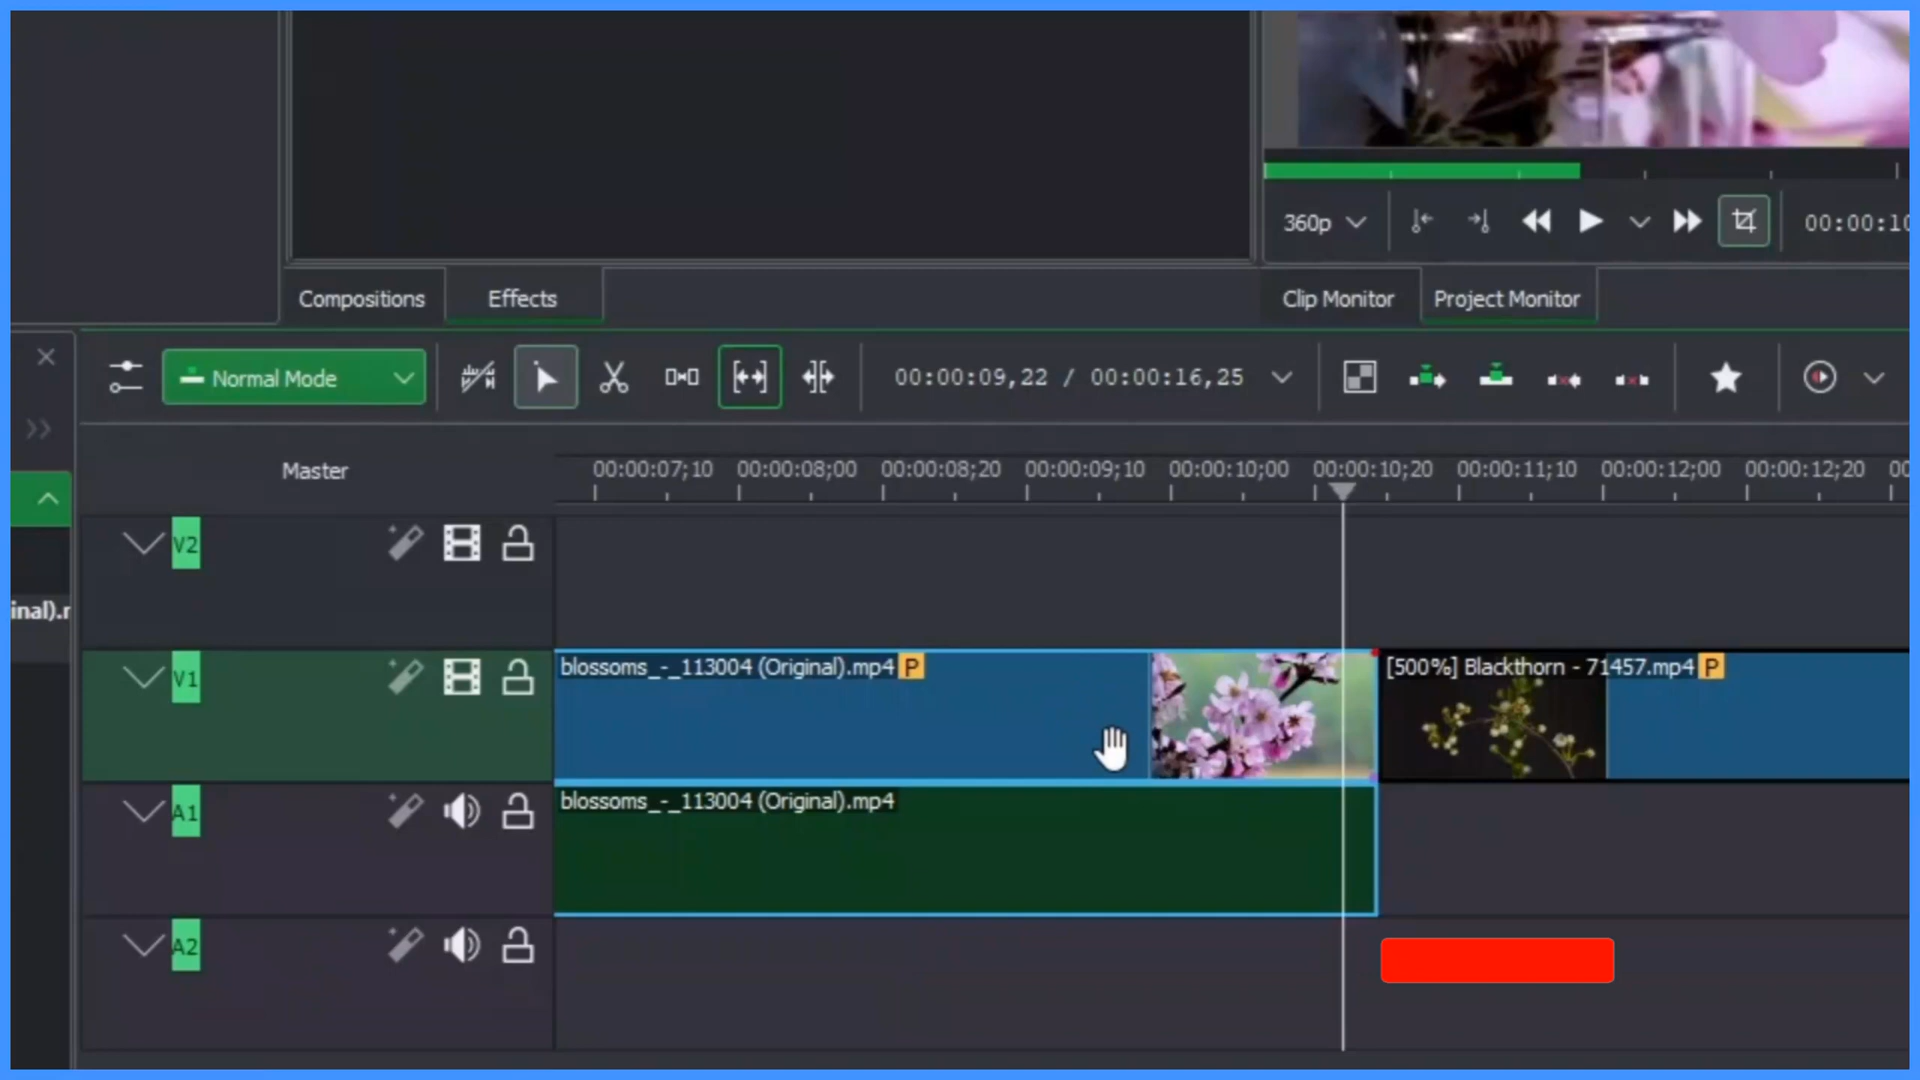 360p
00:00:10
Compositions
Effects
Clip Monitor
Project Monitor
Normal Mode
00:00:09,22 / 00:00:16,25
Master
00:00:07;10 00:00:08;00 00:00:08;20 00:00:09;10 00:00:10;00 00:00:10;20 00:00:11;10 00:00:12;00 00:00:12;20 00
V2
inal).r
V1
blossoms_-_113004 (Original).mp4 P
[500%] Blackthorn - 71457.mp4 P
A1
blossoms_-_113004 (Original).mp4
A2